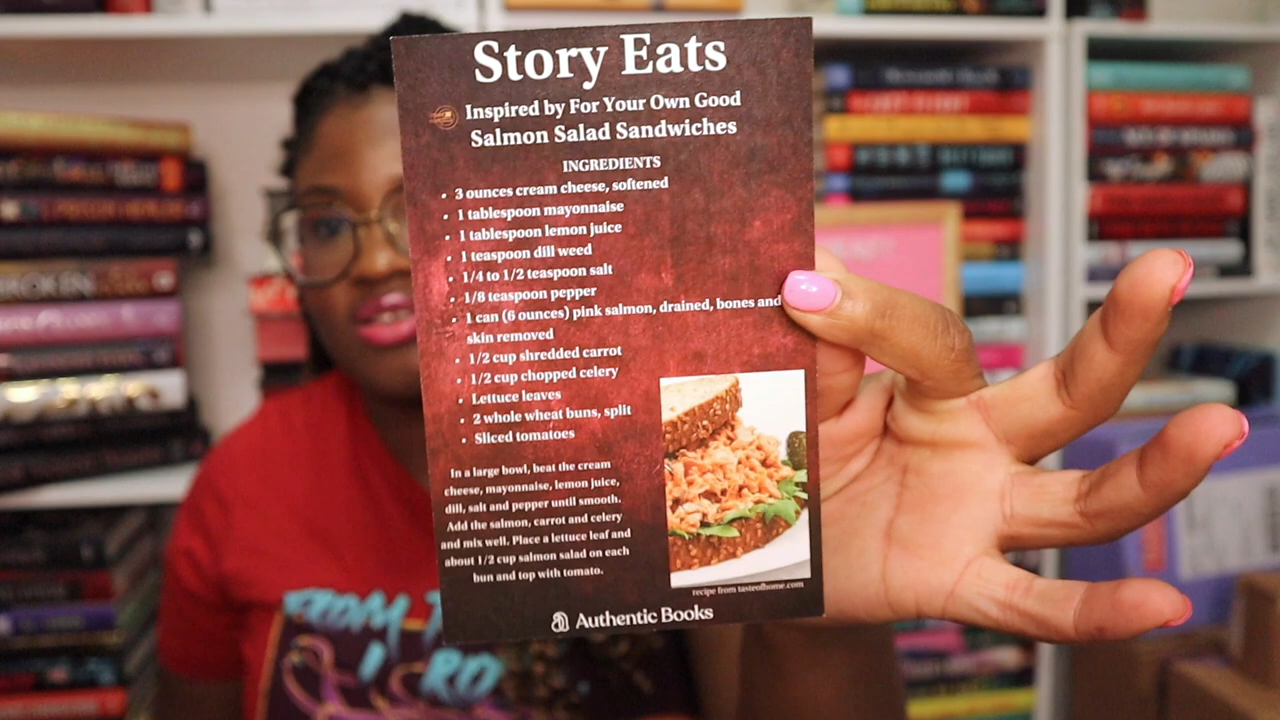 Story Eats
Inspired by For Your Own Good
Salmon Salad Sandwiches
INGREDIENTS
• 3 ounces cream cheese, softened
• 1 tablespoon mayonnaise
• 1 tablespoon lemon juice
• 1 teaspoon dill weed
• 1/4 to 1/2 teaspoon salt
• 1/8 teaspoon pepper
• 1 can (6 ounces) pink salmon, drained, bones and
skin removed
• 1/2 cup shredded carrot
• 1/2 cup chopped celery
• Lettuce leaves
• 2 whole wheat buns, split
• Sliced tomatoes
In a large bowl, beat the cream
cheese, mayonnaise, lemon juice,
dill, salt and pepper until smooth.
Add the salmon, carrot and celery
and mix well. Place a lettuce leaf and
about 1/2 cup salmon salad on each
bun and top with tomato.
recipe from tasteofhome.com
Authentic Books